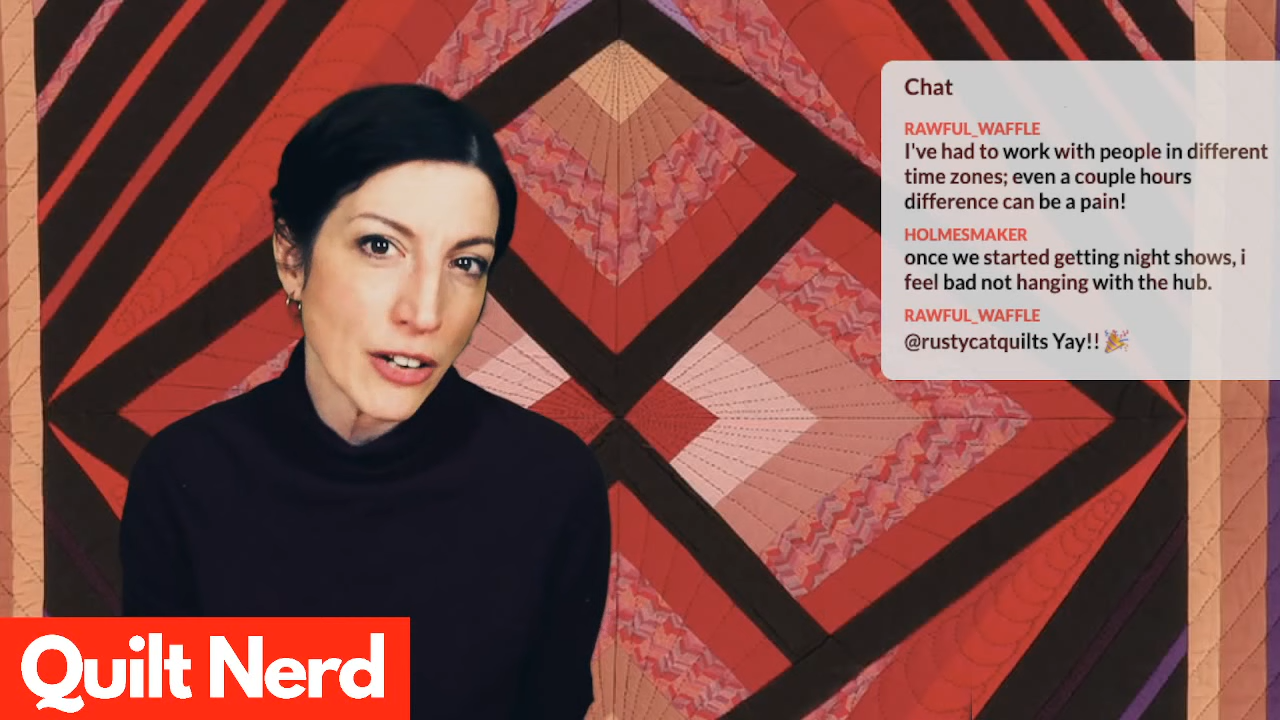 Chat
RAWFUL_WAFFLE
I've had to work with people in different
time zones; even a couple hours
difference can be a pain!
HOLMESMAKER
once we started getting night shows, i
feel bad not hanging with the hub.
RAWFUL_WAFFLE
@rustycatquilts Yay!! 🎉
Quilt Nerd